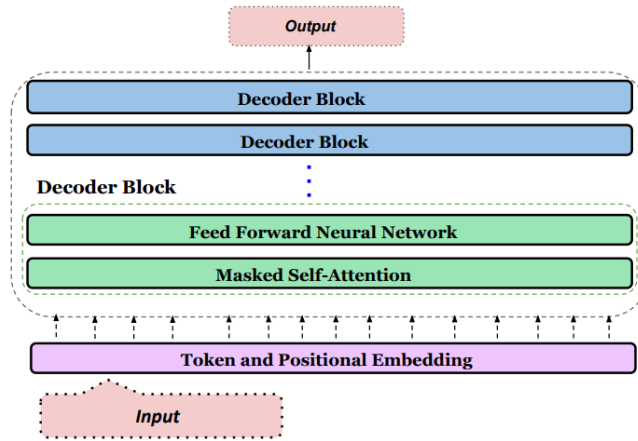 Output
Decoder Block
Decoder Block
Decoder Block
Feed Forward Neural Network
Masked Self-Attention
Token and Positional Embedding
Input